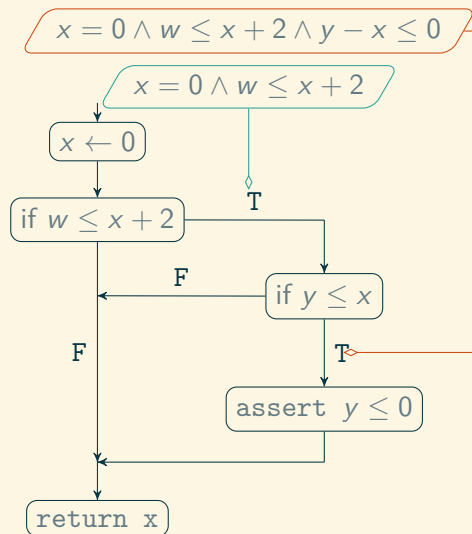 x = 0 ∧ w ≤ x + 2 ∧ y − x ≤ 0
x = 0 ∧ w ≤ x + 2
x ← 0
T
if w ≤ x + 2
F
if y ≤ x
F
T
assert y ≤ 0
return x